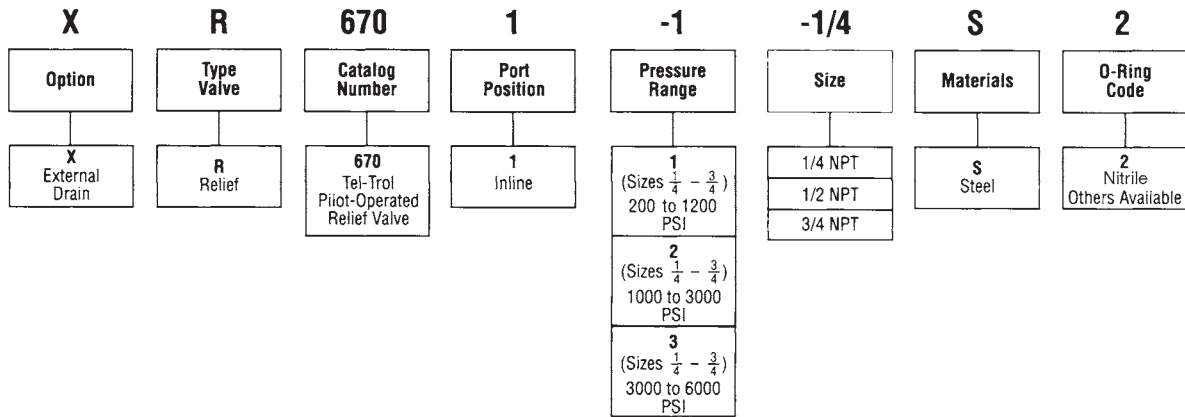 X R 670 1 -1 -1/4 S 2
Option
Type
Valve
Catalog
Number
Port
Position
Pressure
Range
Size
Materials
O-Ring
Code
X
External
Drain
R
Relief
670
Tel-Trol
Pilot-Operated
Relief Valve
1
Inline
1
(Sizes 1/4 – 3/4)
200 to 1200
PSI
2
(Sizes 1/4 – 3/4)
1000 to 3000
PSI
3
(Sizes 1/4 – 3/4)
3000 to 6000
PSI
1/4 NPT
1/2 NPT
3/4 NPT
S
Steel
2
Nitrile
Others Available